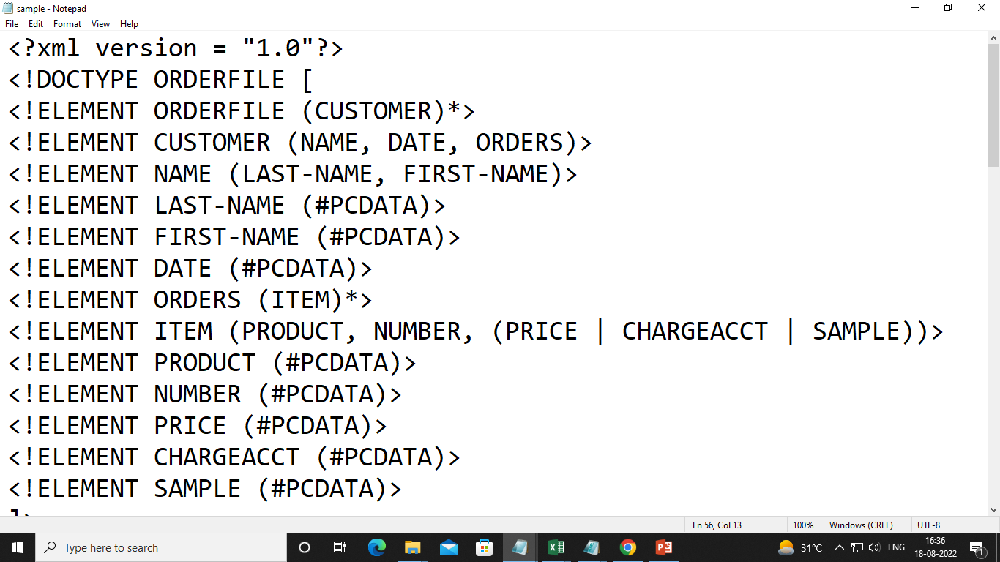 sample - Notepad
File Edit Format View Help
<?xml version = "1.0"?>
<!DOCTYPE ORDERFILE [
<!ELEMENT ORDERFILE (CUSTOMER)*>
<!ELEMENT CUSTOMER (NAME, DATE, ORDERS)>
<!ELEMENT NAME (LAST-NAME, FIRST-NAME)>
<!ELEMENT LAST-NAME (#PCDATA)>
<!ELEMENT FIRST-NAME (#PCDATA)>
<!ELEMENT DATE (#PCDATA)>
<!ELEMENT ORDERS (ITEM)*>
<!ELEMENT ITEM (PRODUCT, NUMBER, (PRICE | CHARGEACCT | SAMPLE))>
<!ELEMENT PRODUCT (#PCDATA)>
<!ELEMENT NUMBER (#PCDATA)>
<!ELEMENT PRICE (#PCDATA)>
<!ELEMENT CHARGEACCT (#PCDATA)>
<!ELEMENT SAMPLE (#PCDATA)>
Ln 56, Col 13 100% Windows (CRLF) UTF-8
Type here to search
31°C ENG
16:36
18-08-2022
1